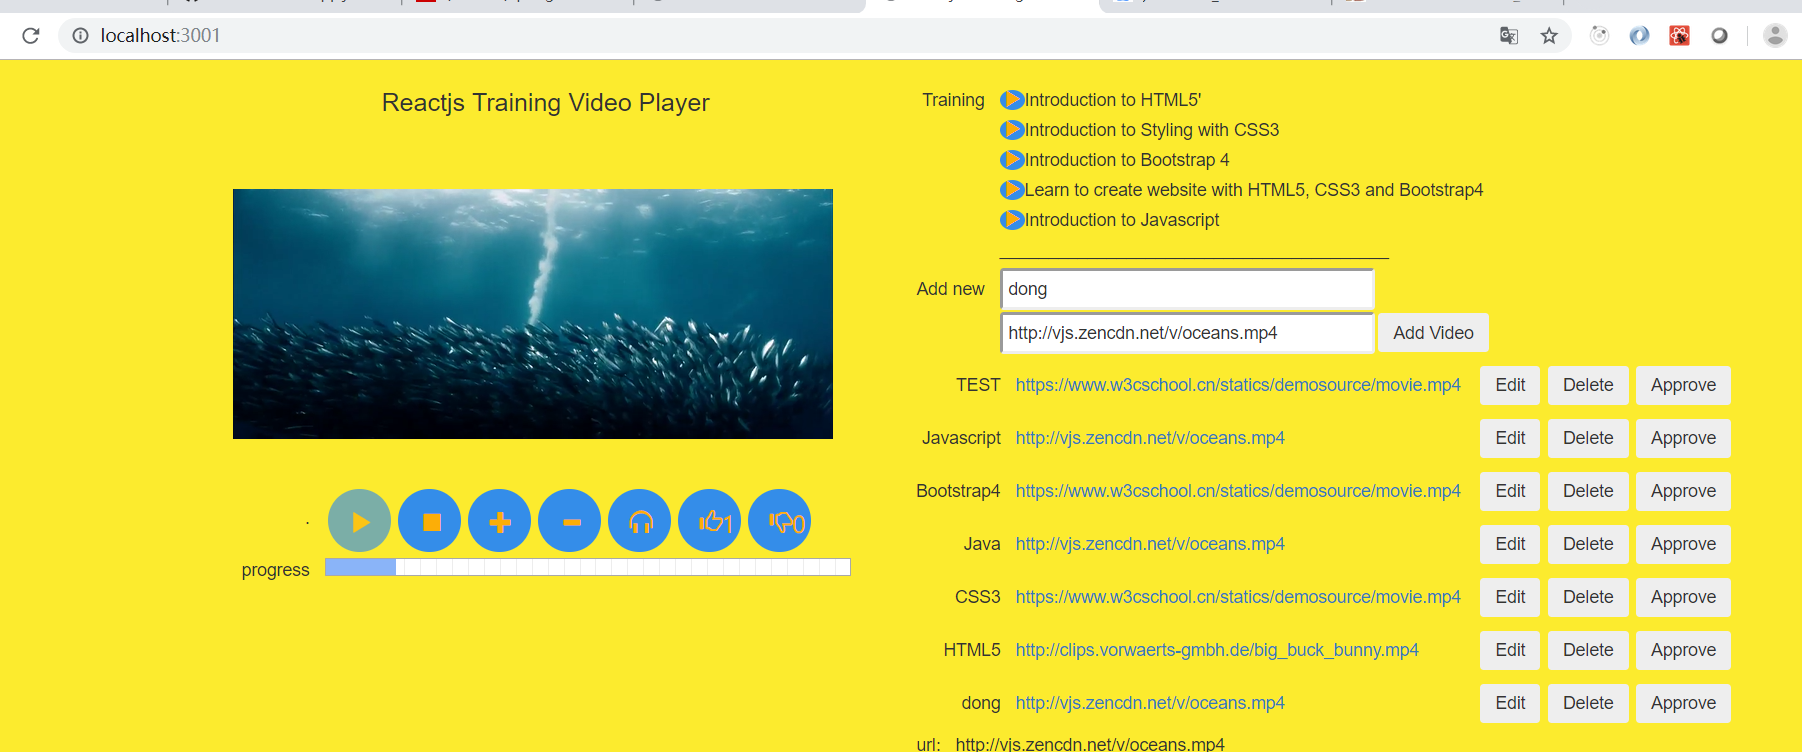 localhost:3001
Reactjs Training Video Player
Training
Introduction to HTML5'
Introduction to Styling with CSS3
Introduction to Bootstrap 4
Learn to create website with HTML5, CSS3 and Bootstrap4
Introduction to Javascript
Add new
dong
http://vjs.zencdn.net/v/oceans.mp4 Add Video
TEST https://www.w3cschool.cn/statics/demosource/movie.mp4 Edit Delete Approve
Javascript http://vjs.zencdn.net/v/oceans.mp4 Edit Delete Approve
Bootstrap4 https://www.w3cschool.cn/statics/demosource/movie.mp4 Edit Delete Approve
Java http://vjs.zencdn.net/v/oceans.mp4 Edit Delete Approve
CSS3 https://www.w3cschool.cn/statics/demosource/movie.mp4 Edit Delete Approve
HTML5 http://clips.vorwaerts-gmbh.de/big_buck_bunny.mp4 Edit Delete Approve
dong http://vjs.zencdn.net/v/oceans.mp4 Edit Delete Approve
url: http://vjs.zencdn.net/v/oceans.mp4
. 1 0
progress